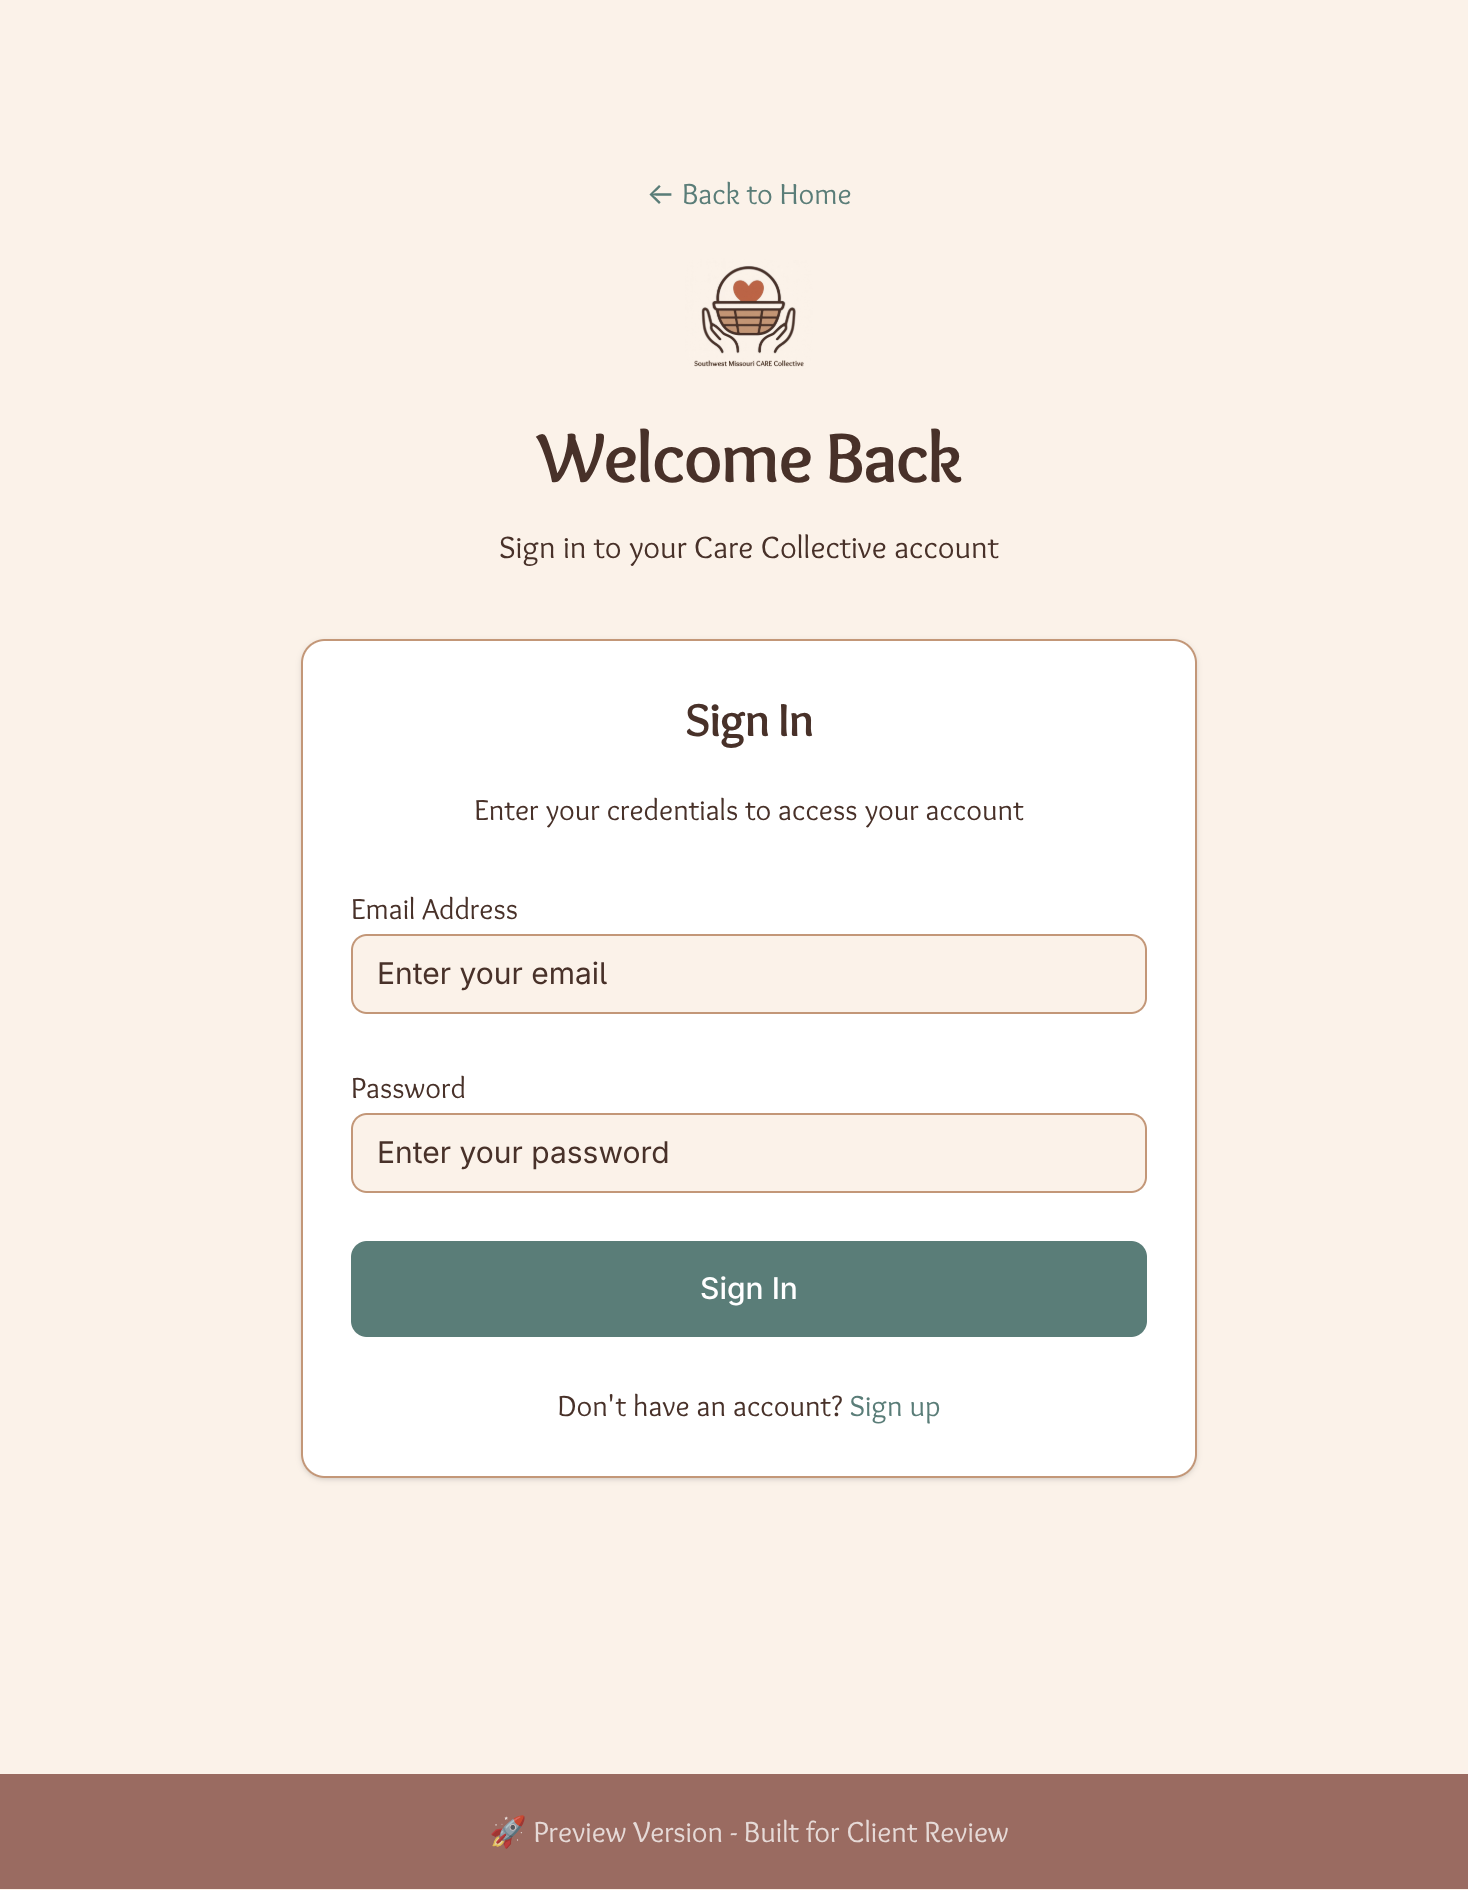 ← Back to Home
Southwest Missouri CARE Collective
Welcome Back
Sign in to your Care Collective account
Sign In
Enter your credentials to access your account
Email Address
Enter your email
Password
Enter your password
Sign In
Don't have an account? Sign up
🚀 Preview Version - Built for Client Review